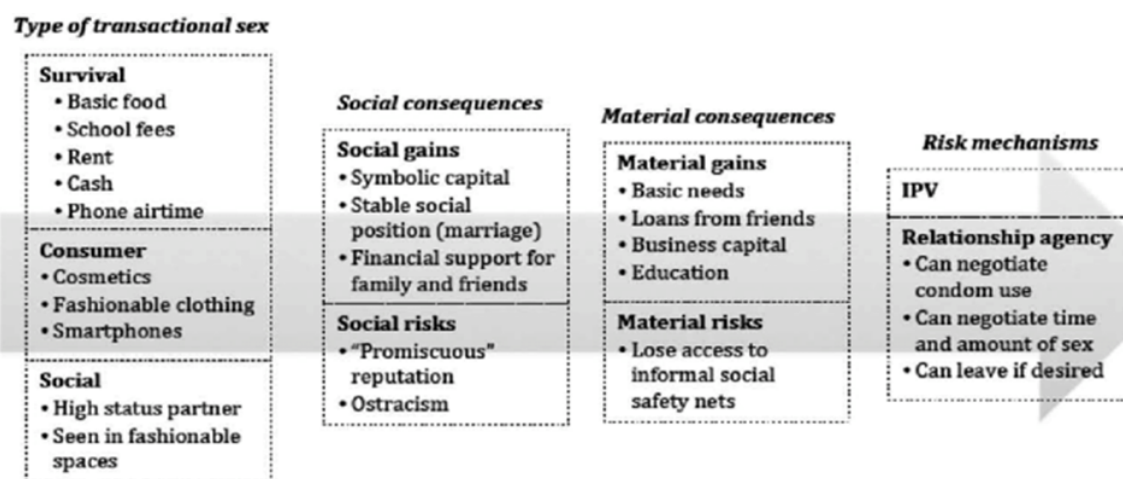 Type of transactional sex
Survival
• Basic food
• School fees
• Rent
• Cash
• Phone airtime
Consumer
• Cosmetics
• Fashionable clothing
• Smartphones
Social
• High status partner
• Seen in fashionable
spaces
Social consequences
Social gains
• Symbolic capital
• Stable social
position (marriage)
• Financial support for
family and friends
Social risks
• “Promiscuous”
reputation
• Ostracism
Material consequences
Material gains
• Basic needs
• Loans from friends
• Business capital
• Education
Material risks
• Lose access to
informal social
safety nets
Risk mechanisms
IPV
Relationship agency
• Can negotiate
condom use
• Can negotiate time
and amount of sex
• Can leave if desired